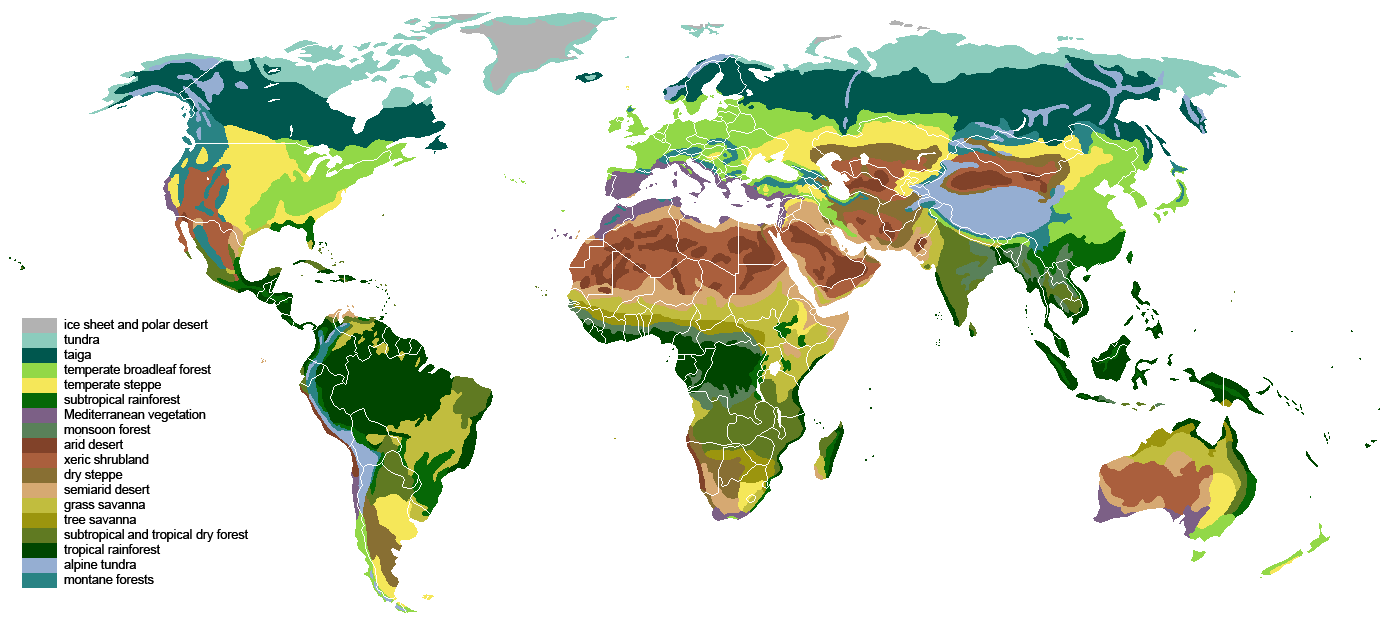 ice sheet and polar desert
tundra
taiga
temperate broadleaf forest
temperate steppe
subtropical rainforest
Mediterranean vegetation
monsoon forest
arid desert
xeric shrubland
dry steppe
semiarid desert
grass savanna
tree savanna
subtropical and tropical dry forest
tropical rainforest
alpine tundra
montane forests